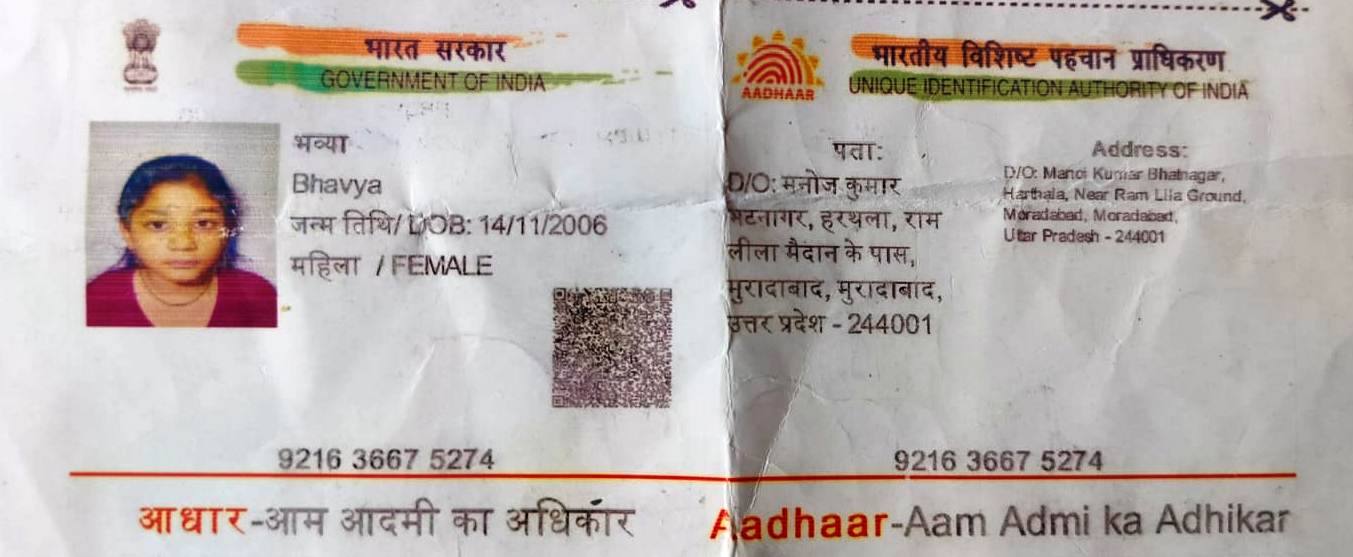 भारत सरकार
GOVERNMENT OF INDIA
भव्या
Bhavya
जन्म तिथि/ DOB: 14/11/2006
महिला / FEMALE
9216 3667 5274
आधार-आम आदमी का अधिकार
भारतीय विशिष्ट पहचान प्राधिकरण
UNIQUE IDENTIFICATION AUTHORITY OF INDIA
AADHAAR
पता:
D/O: मनोज कुमार
भटनागर, हरथला, राम
लीला मैदान के पास,
मुरादाबाद, मुरादाबाद,
उत्तर प्रदेश - 244001
Address:
D/O: Manoj Kumar Bhatnagar,
Harthala, Near Ram Lila Ground,
Moradabad, Moradabad,
Uttar Pradesh - 244001
9216 3667 5274
Aadhaar-Aam Admi ka Adhikar